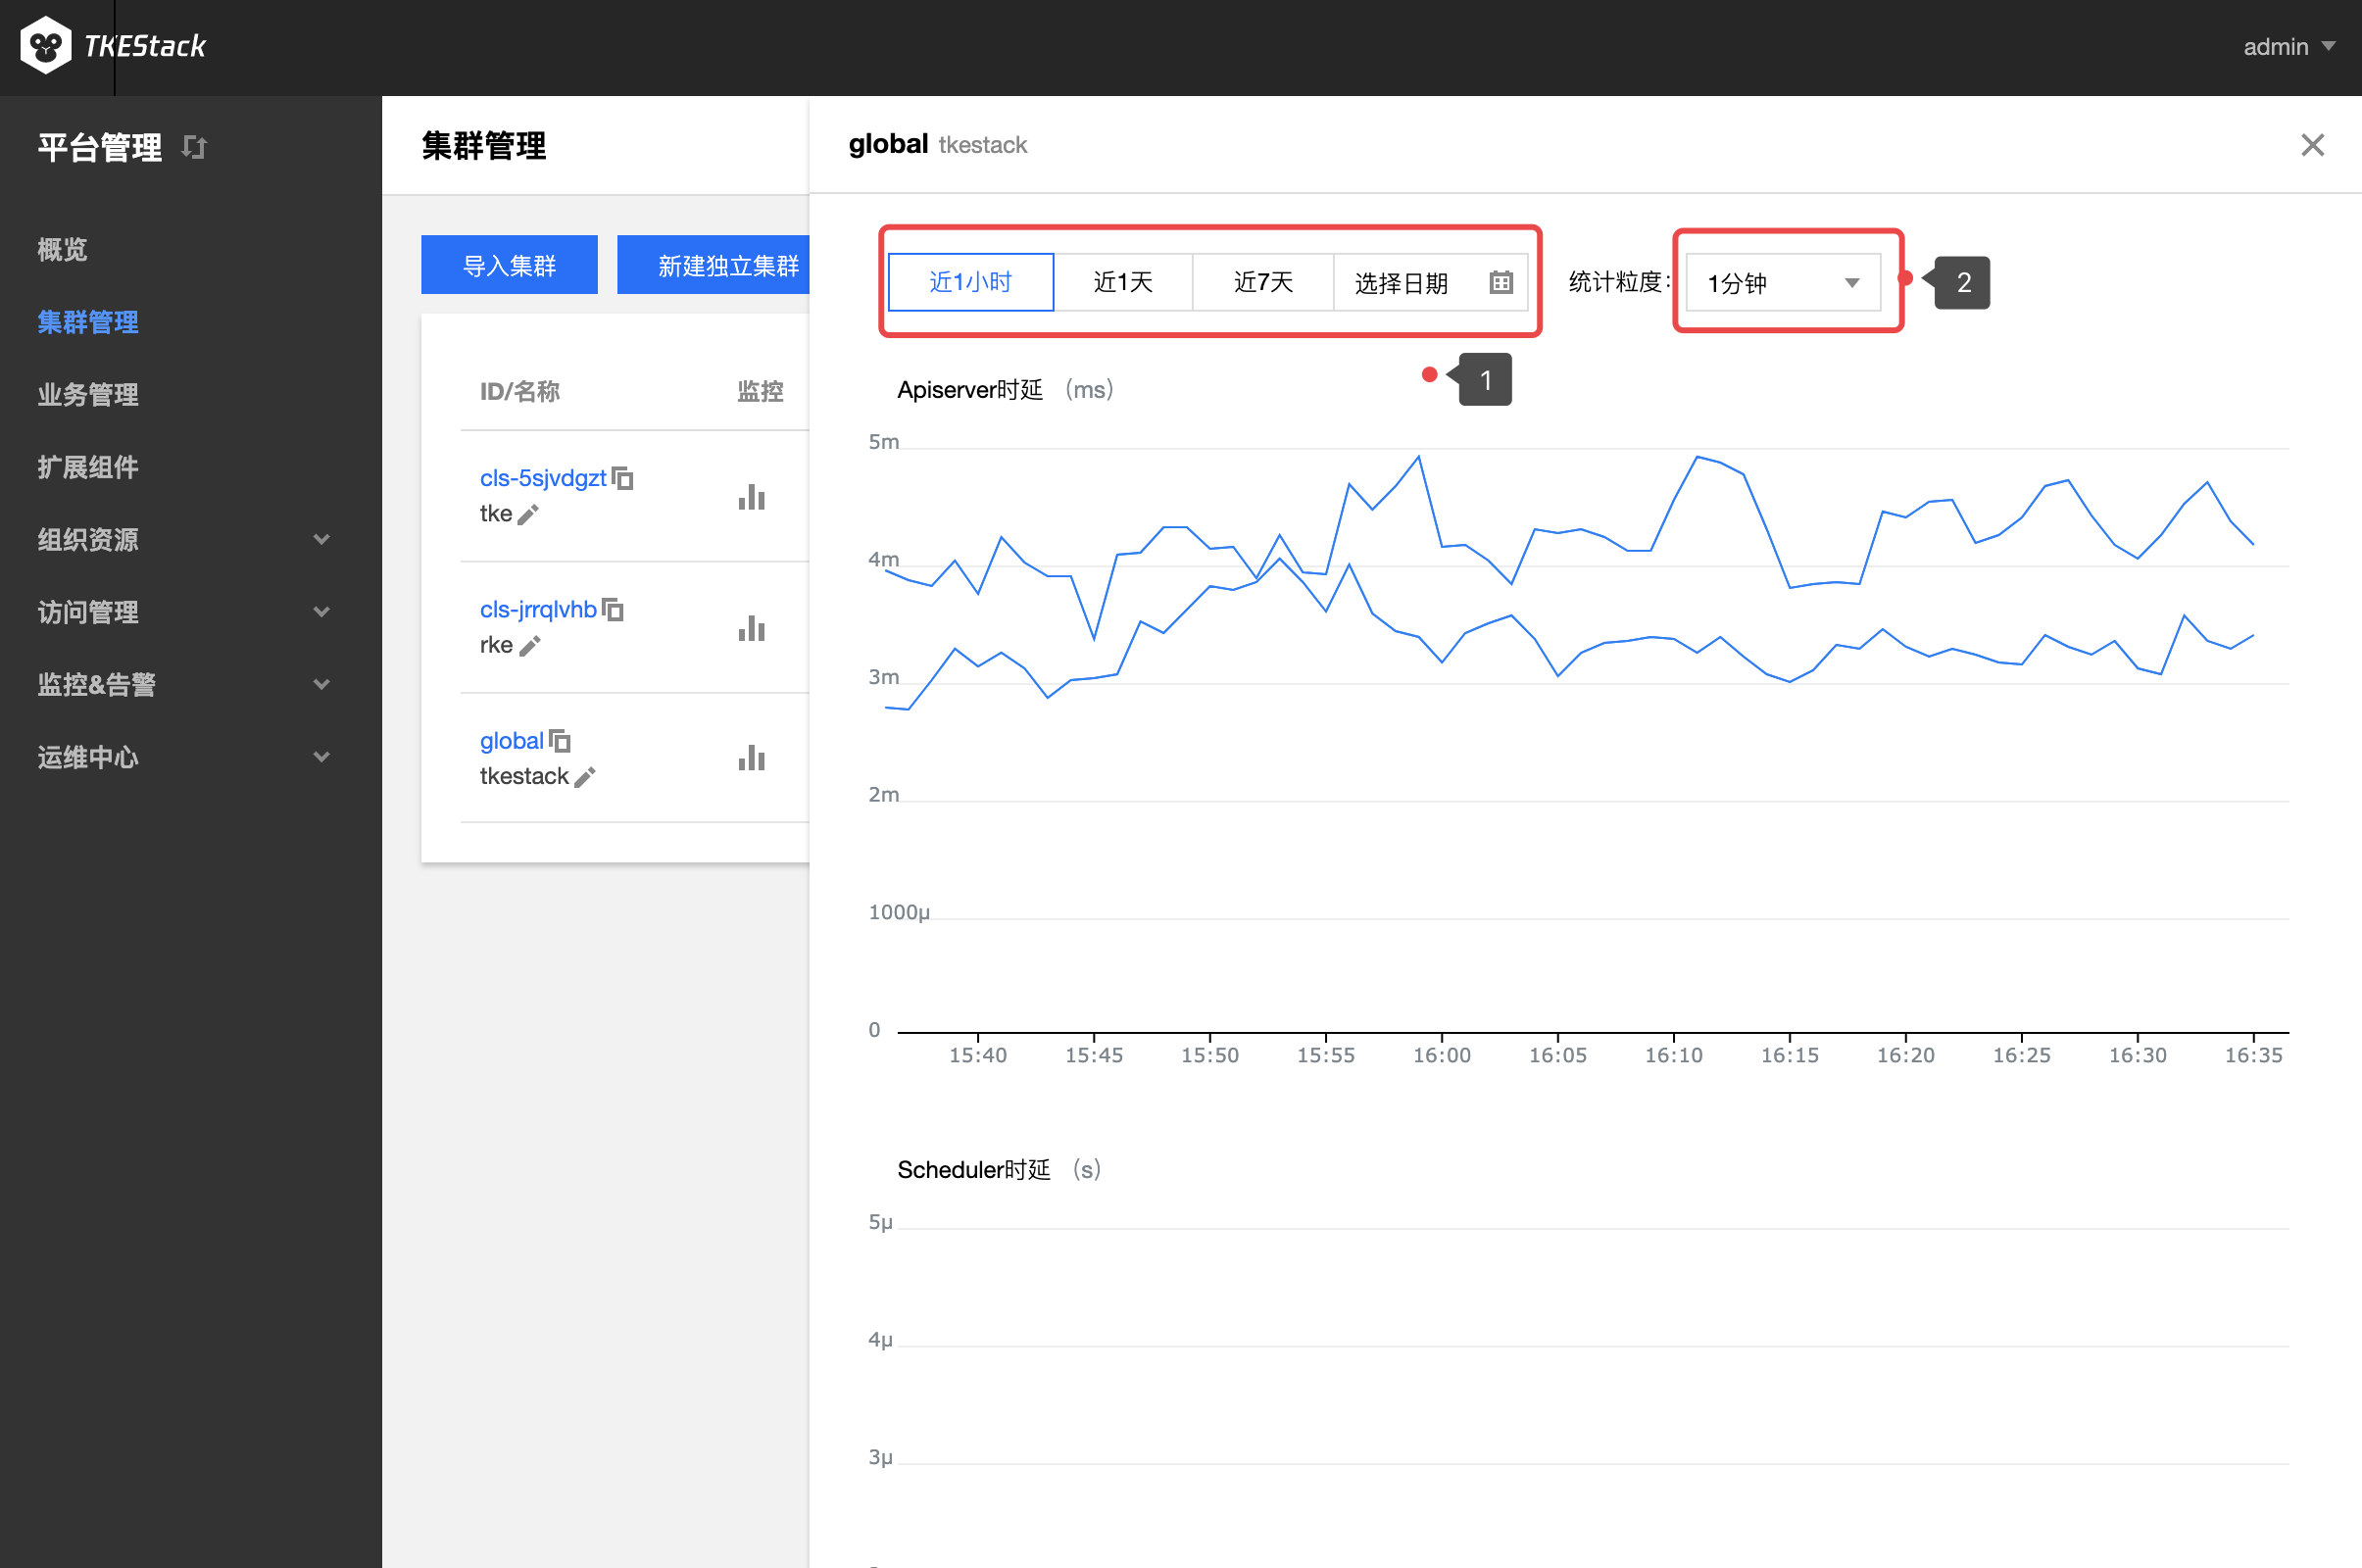 TKEStack
admin
平台管理
概览
集群管理
业务管理
扩展组件
组织资源
访问管理
监控&告警
运维中心
集群管理
导入集群
新建独立集群
ID/名称
监控
cls-5sjvdgzt
tke
cls-jrrqlvhb
rke
global
tkestack
global tkestack
近1小时
近1天
近7天
选择日期
统计粒度:
1分钟
2
1
Apiserver时延 (ms)
5m
4m
3m
2m
1000μ
0
15:40 15:45 15:50 15:55 16:00 16:05 16:10 16:15 16:20 16:25 16:30 16:35
Scheduler时延 (s)
5μ
4μ
3μ